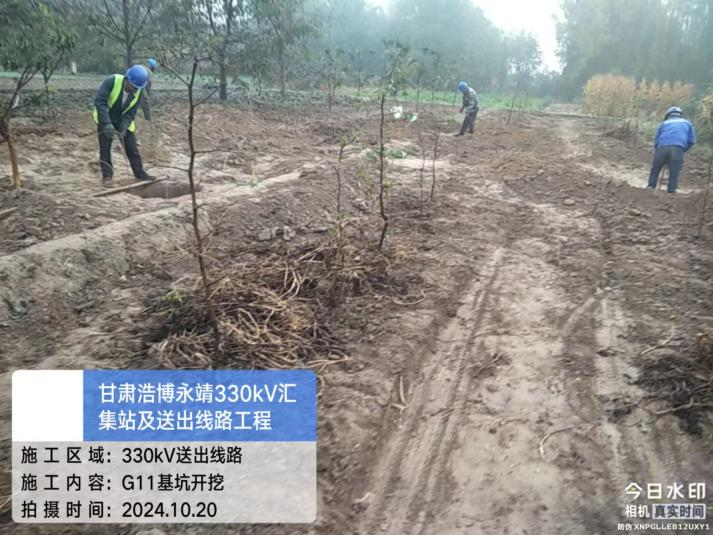 甘肃浩博永靖330kV汇
集站及送出线路工程
施工区域：330kV送出线路
施工内容：G11基坑开挖
拍摄时间：2024.10.20
今日水印
相机 真实时间
防伪 XNPGLLEB12UXY1